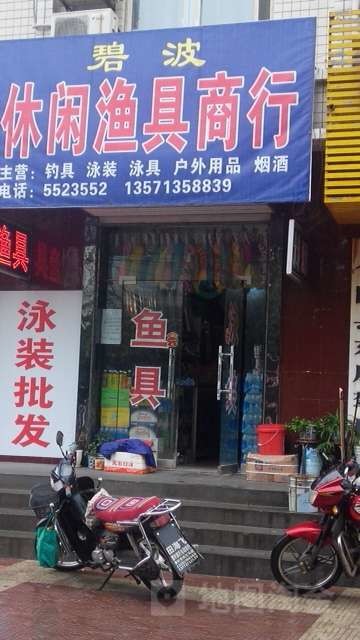 碧波
休闲渔具商行
主营：钓具 泳装 泳具 户外用品 烟酒
电话：5523552 13571358839
渔具
泳装批发
鱼具